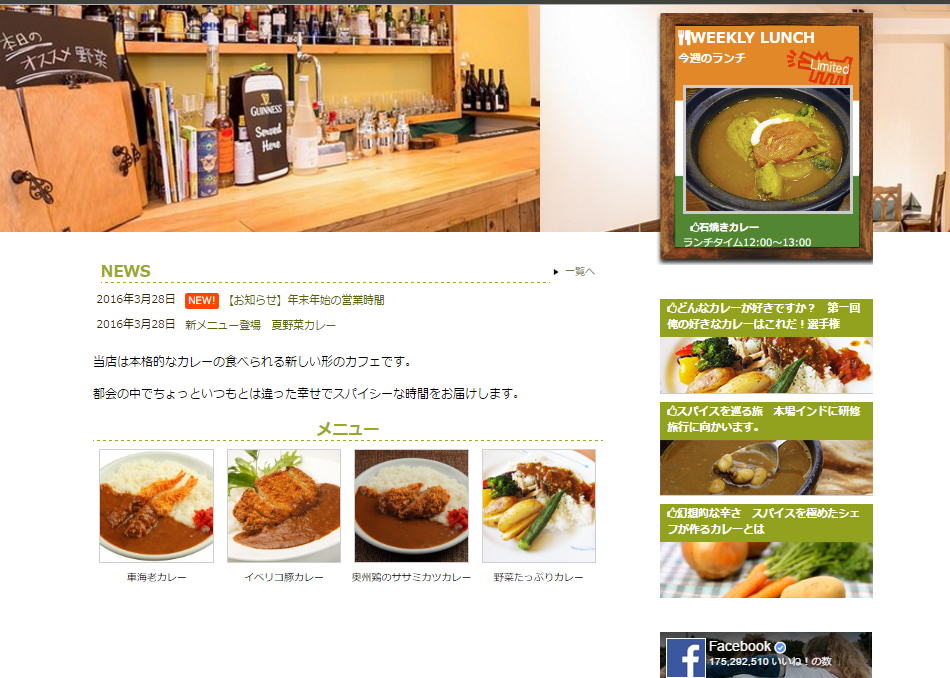 本日の
オススメ 野菜
GUINNESS
Served
Here
WEEKLY LUNCH
今週のランチ
Limited
石焼きカレー
ランチタイム12:00～13:00
NEWS
一覧へ
2016年3月28日 NEW! 【お知らせ】年末年始の営業時間
2016年3月28日 新メニュー登場　夏野菜カレー
当店は本格的なカレーの食べられる新しい形のカフェです。
都会の中でちょっといつもとは違った幸せでスパイシーな時間をお届けします。
メニュー
車海老カレー
イベリコ豚カレー
奥州鶏のササミカツカレー
野菜たっぷりカレー
どんなカレーが好きですか？　第一回
俺の好きなカレーはこれだ！選手権
スパイスを巡る旅　本場インドに研修
旅行に向かいます。
幻想的な辛さ　スパイスを極めたシェ
フが作るカレーとは
Facebook
175,292,510 いいね！の数